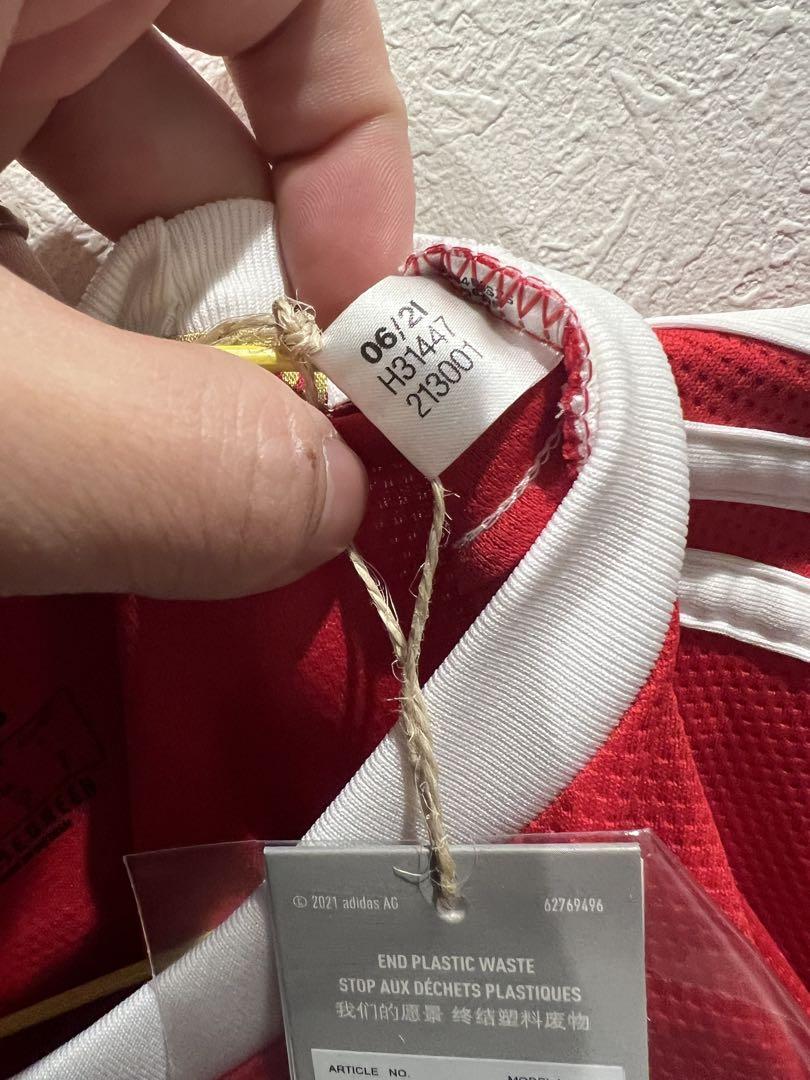 06/21
H31447
213001
© 2021 adidas AG
62769496
END PLASTIC WASTE
STOP AUX DÉCHETS PLASTIQUES
我们的愿景 终结塑料废物
ARTICLE NO.